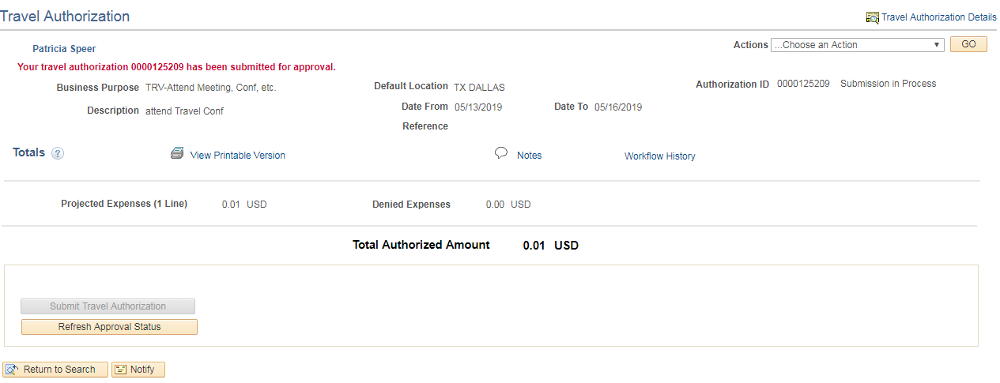 Travel Authorization
Travel Authorization Details
Patricia Speer
Actions ...Choose an Action GO
Your travel authorization 0000125209 has been submitted for approval.
Business Purpose TRV-Attend Meeting, Conf, etc. Default Location TX DALLAS Authorization ID 0000125209 Submission in Process
Description attend Travel Conf Date From 05/13/2019 Date To 05/16/2019
Reference
Totals ? View Printable Version Notes Workflow History
Projected Expenses (1 Line) 0.01 USD Denied Expenses 0.00 USD
Total Authorized Amount 0.01 USD
Submit Travel Authorization
Refresh Approval Status
Return to Search Notify